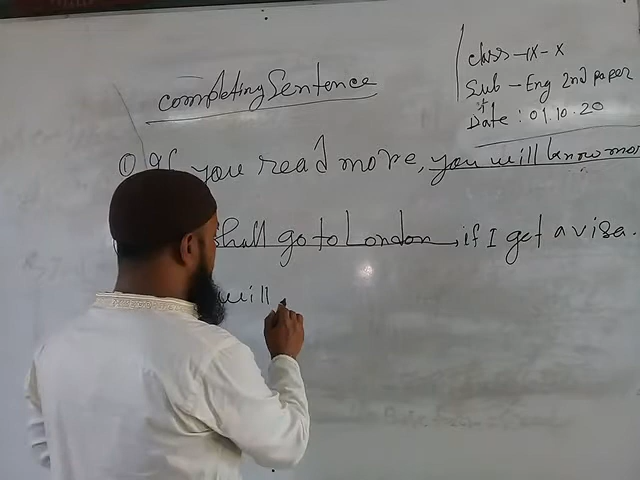 Class - IX - X
Sub - Eng 2nd paper
Date : 01.10.20
Completing Sentence
If you read more, you will know mor
shall go to London, if I get a visa.
will